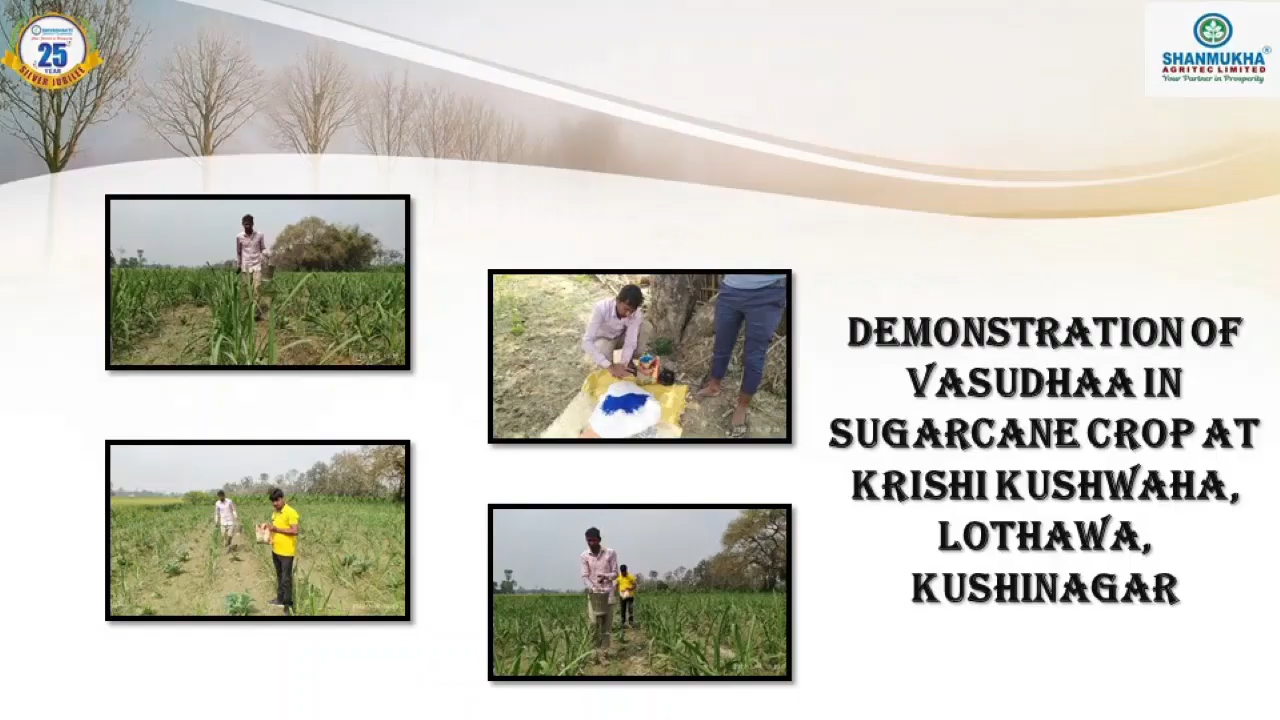 25
YEAR
SILVER JUBILEE
SHANMUKHA
AGRITEC LIMITED
Your Partner in Prosperity
DEMONSTRATION OF
VASUDHAA IN
SUGARCANE CROP AT
KRISHI KUSHWAHA,
LOTHAWA,
KUSHINAGAR